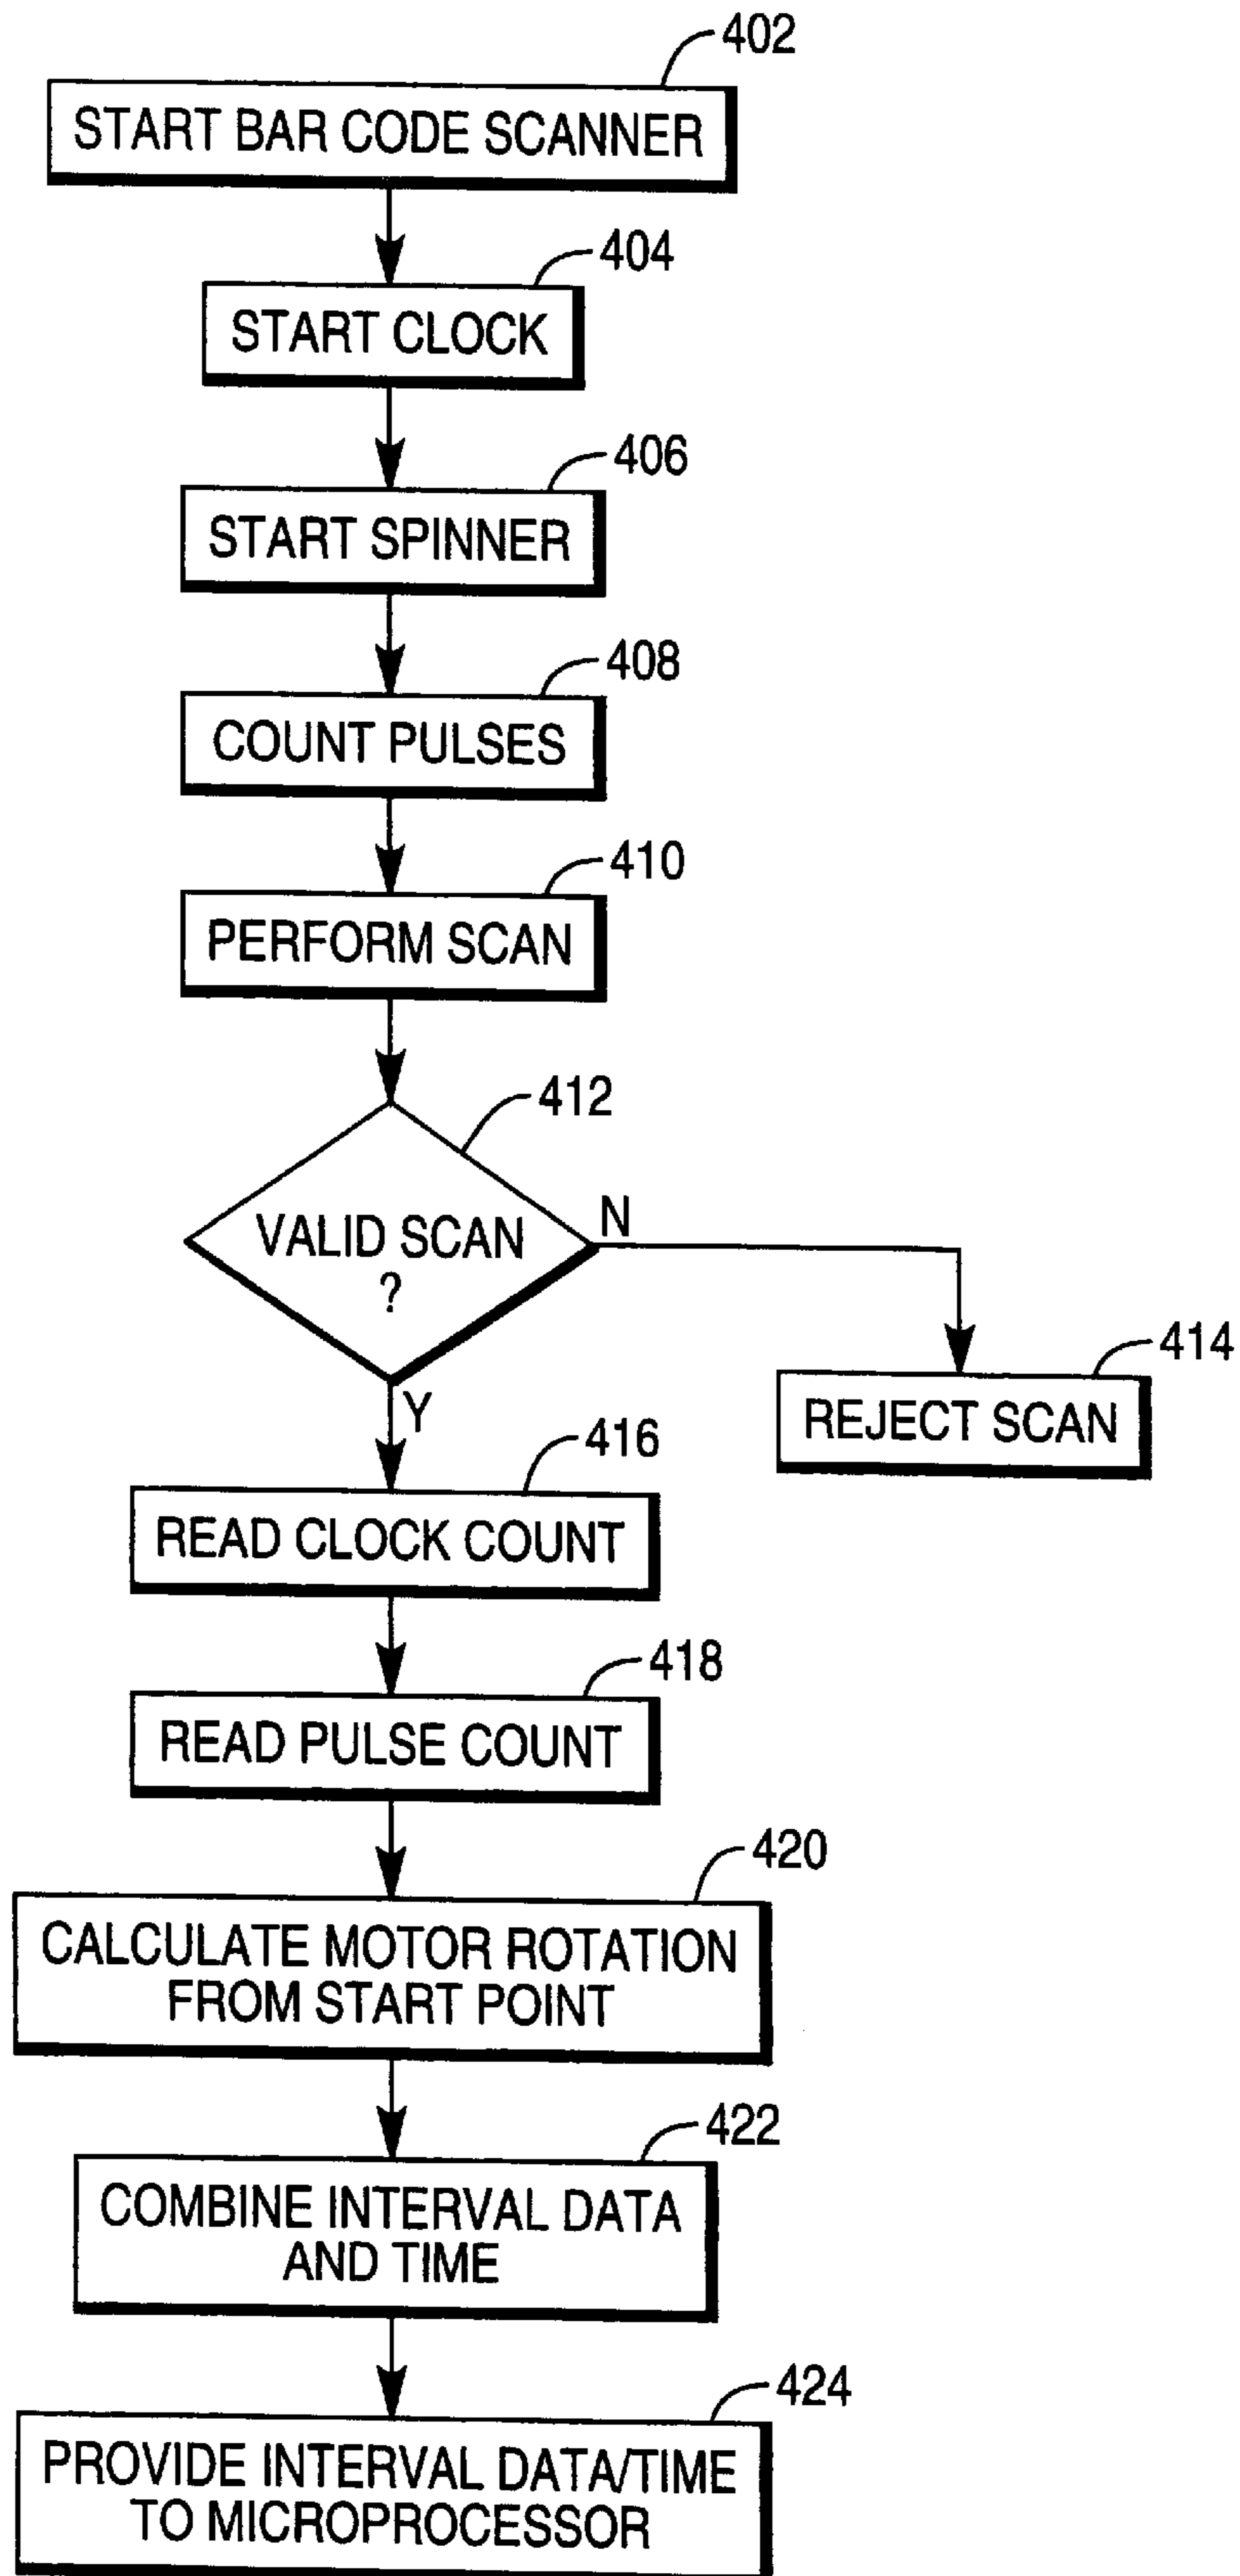 402
START BAR CODE SCANNER
404
START CLOCK
406
START SPINNER
408
COUNT PULSES
410
PERFORM SCAN
412
VALID SCAN
?
N
414
REJECT SCAN
Y
416
READ CLOCK COUNT
418
READ PULSE COUNT
420
CALCULATE MOTOR ROTATION
FROM START POINT
422
COMBINE INTERVAL DATA
AND TIME
424
PROVIDE INTERVAL DATA/TIME
TO MICROPROCESSOR